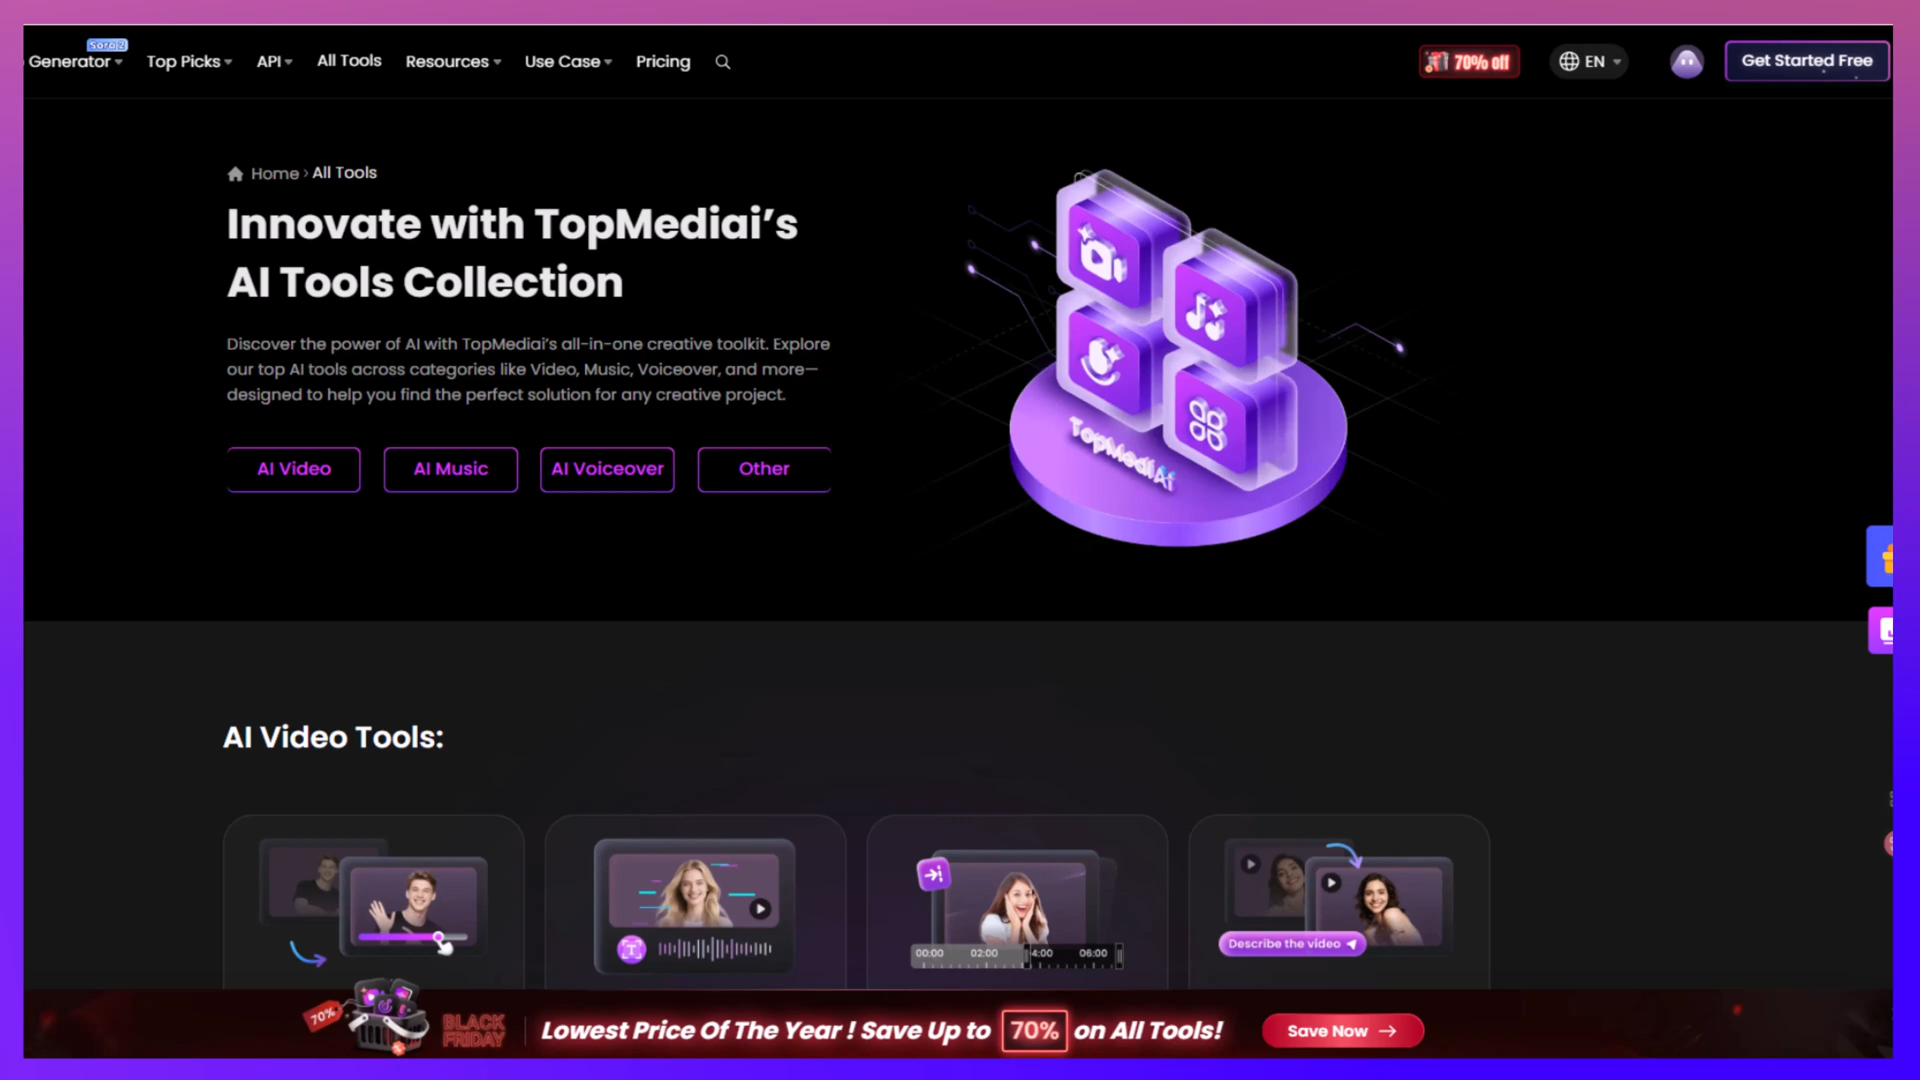 Sora 2
Generator
Top Picks
API
All Tools
Resources
Use Case
Pricing
70% off
EN
Get Started Free
Home › All Tools
Innovate with TopMediai’s
AI Tools Collection
Discover the power of AI with TopMediai’s all-in-one creative toolkit. Explore
our top AI tools across categories like Video, Music, Voiceover, and more—
designed to help you find the perfect solution for any creative project.
AI Video
AI Music
AI Voiceover
Other
TopMediAi
AI Video Tools:
T
00:00 02:00 4:00 06:00
Describe the video
70%
BLACK
FRIDAY
Lowest Price Of The Year ! Save Up to 70% on All Tools!
Save Now →